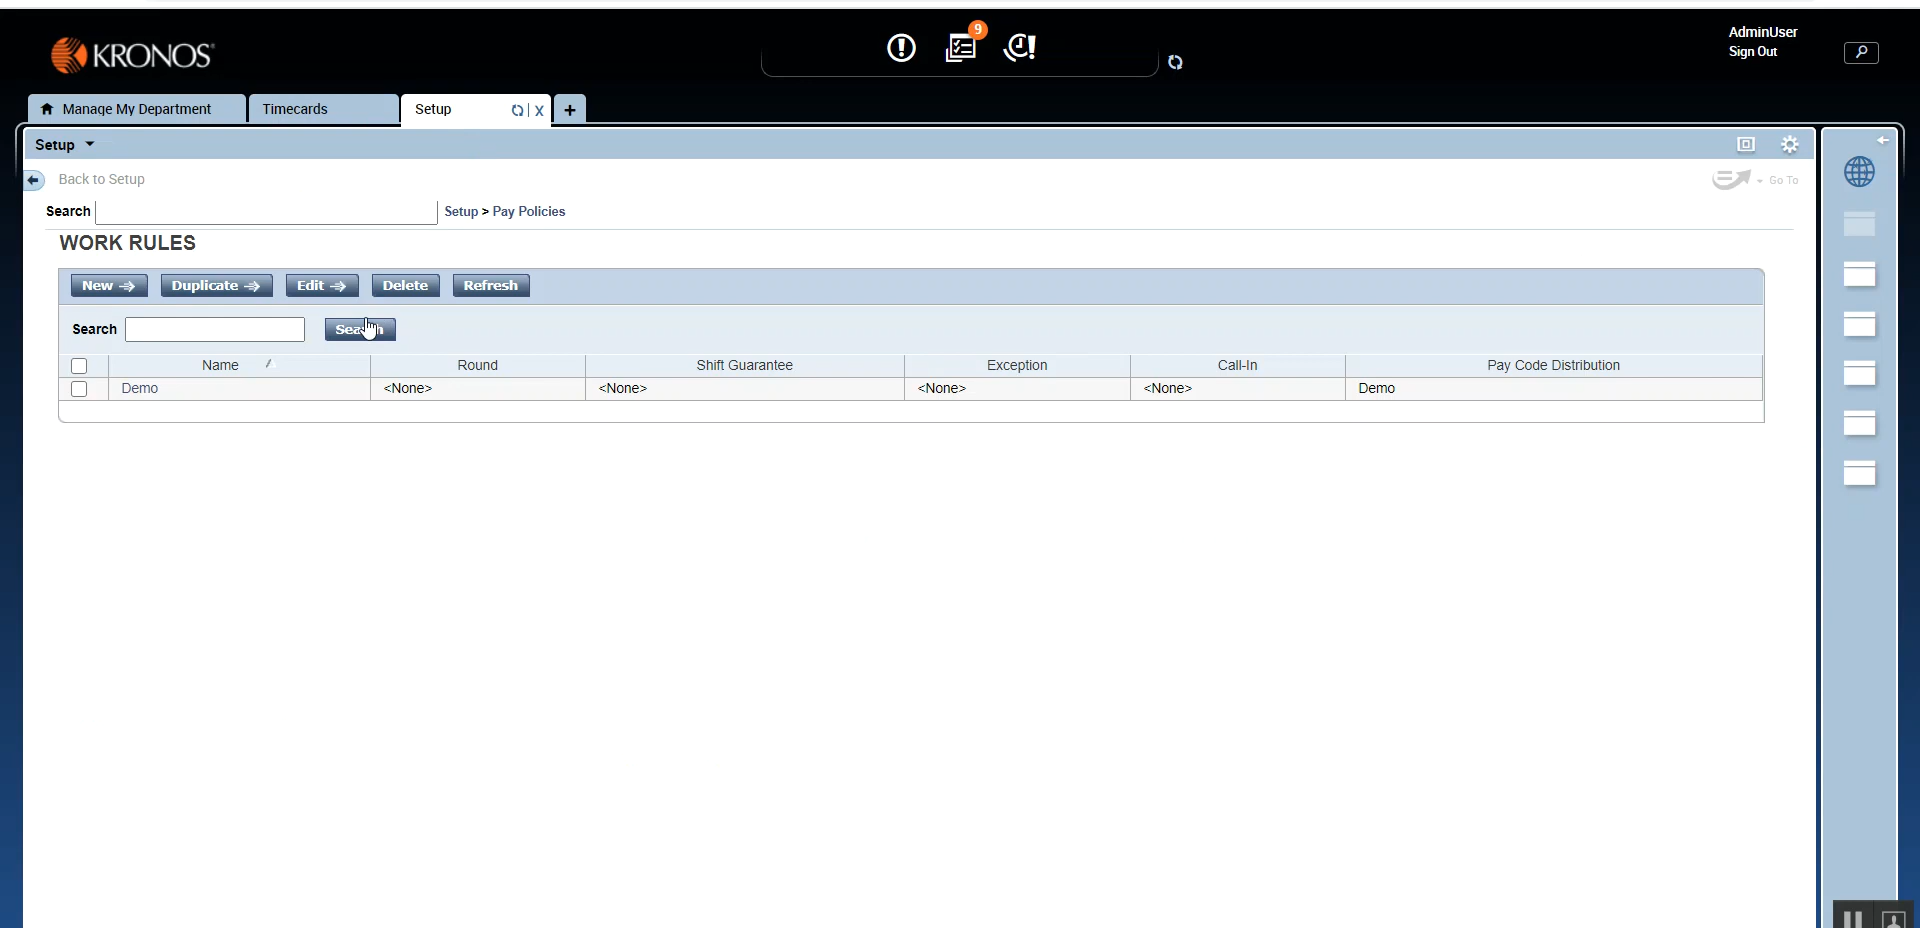 9
AdminUser
KRONOS
Sign Out
Manage My Department Timecards Setup X +
Setup
Back to Setup Go To
Search Setup > Pay Policies
WORK RULES
New Duplicate Edit Delete Refresh
Search Search
Name Round Shift Guarantee Exception Call-In Pay Code Distribution
Demo <None> <None> <None> <None> Demo